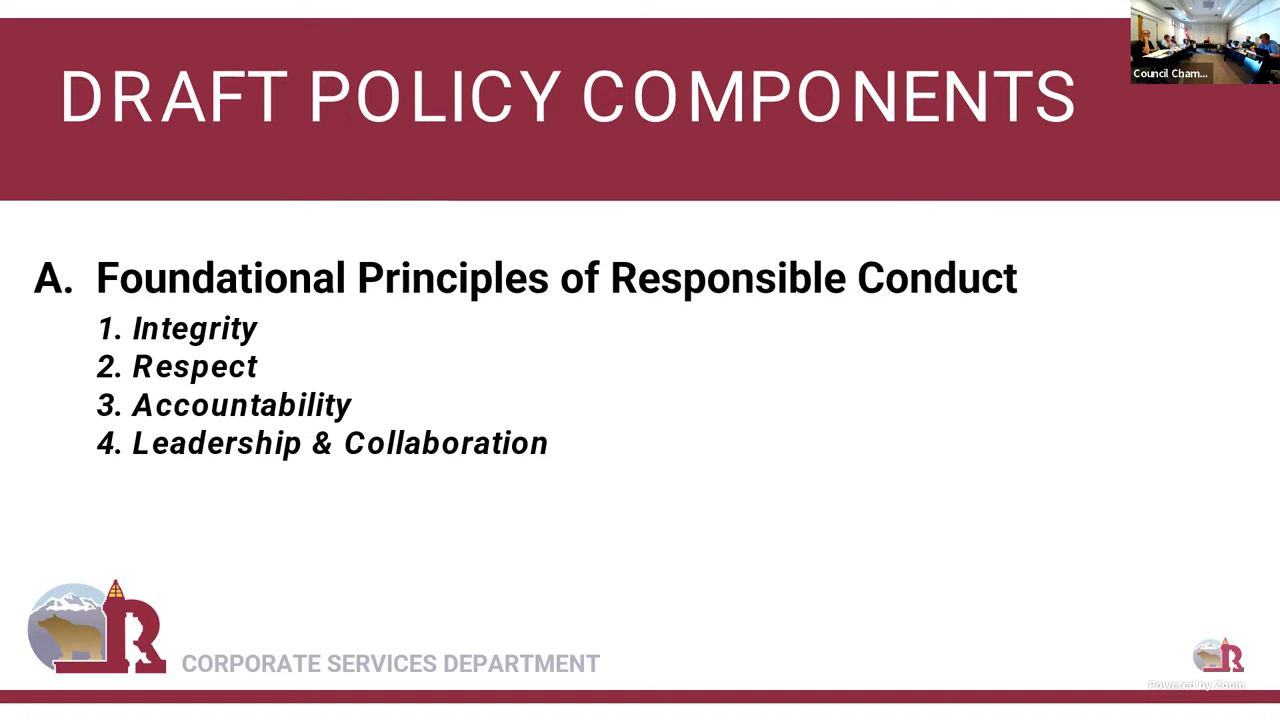 DRAFT POLICY COMPONENTS
Council Cham...
A. Foundational Principles of Responsible Conduct
1. Integrity
2. Respect
3. Accountability
4. Leadership & Collaboration
R
CORPORATE SERVICES DEPARTMENT
R
Powered by Zoom